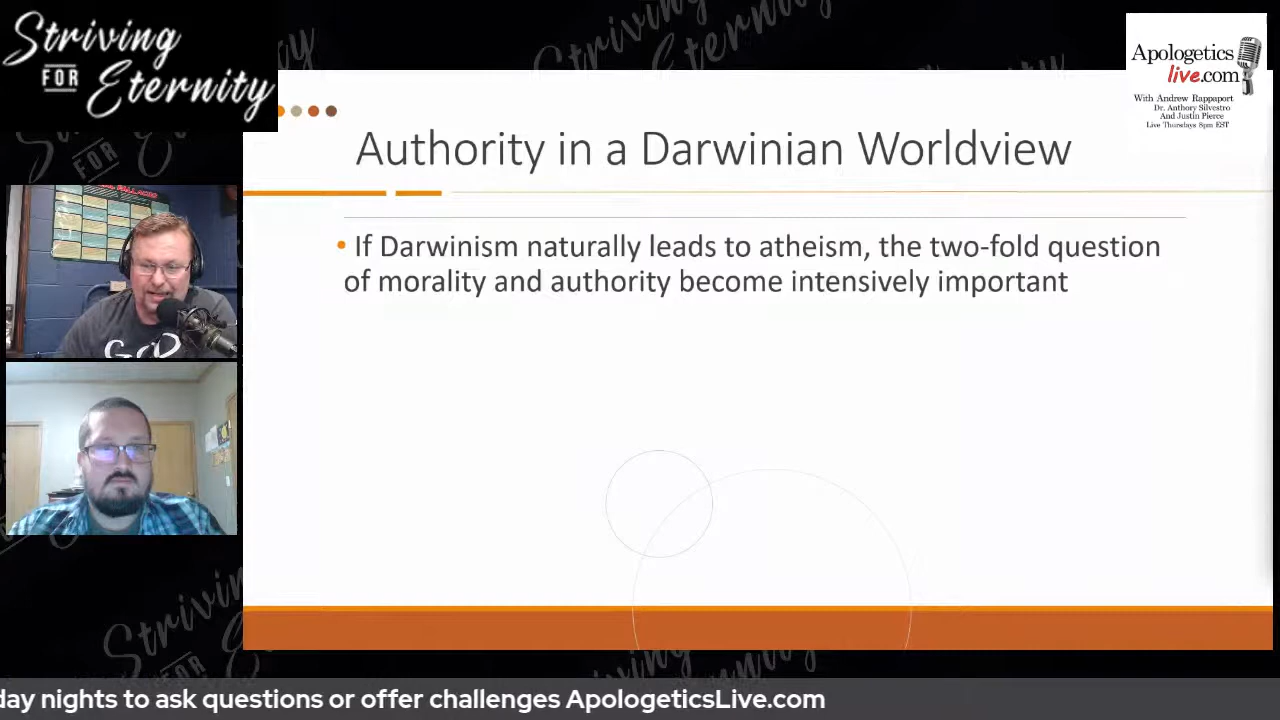 Striving
FOR
Eternity
Apologetics
live.com
With Andrew Rappaport
Dr. Anthony Silvestro
And Justin Pierce
Live Thursdays 8pm EST
Authority in a Darwinian Worldview
• If Darwinism naturally leads to atheism, the two-fold question
of morality and authority become intensively important
day nights to ask questions or offer challenges ApologeticsLive.com